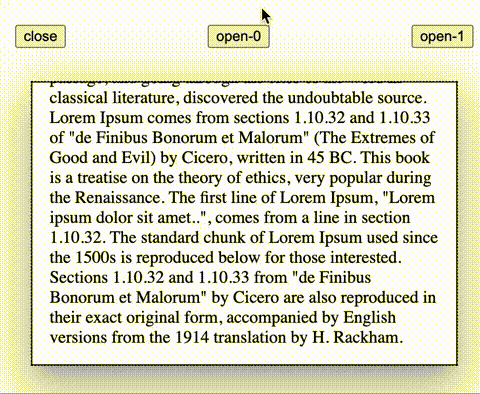 close open-0 open-1
classical literature, discovered the undoubtable source.
Lorem Ipsum comes from sections 1.10.32 and 1.10.33
of "de Finibus Bonorum et Malorum" (The Extremes of
Good and Evil) by Cicero, written in 45 BC. This book
is a treatise on the theory of ethics, very popular during
the Renaissance. The first line of Lorem Ipsum, "Lorem
ipsum dolor sit amet..", comes from a line in section
1.10.32. The standard chunk of Lorem Ipsum used since
the 1500s is reproduced below for those interested.
Sections 1.10.32 and 1.10.33 from "de Finibus
Bonorum et Malorum" by Cicero are also reproduced in
their exact original form, accompanied by English
versions from the 1914 translation by H. Rackham.